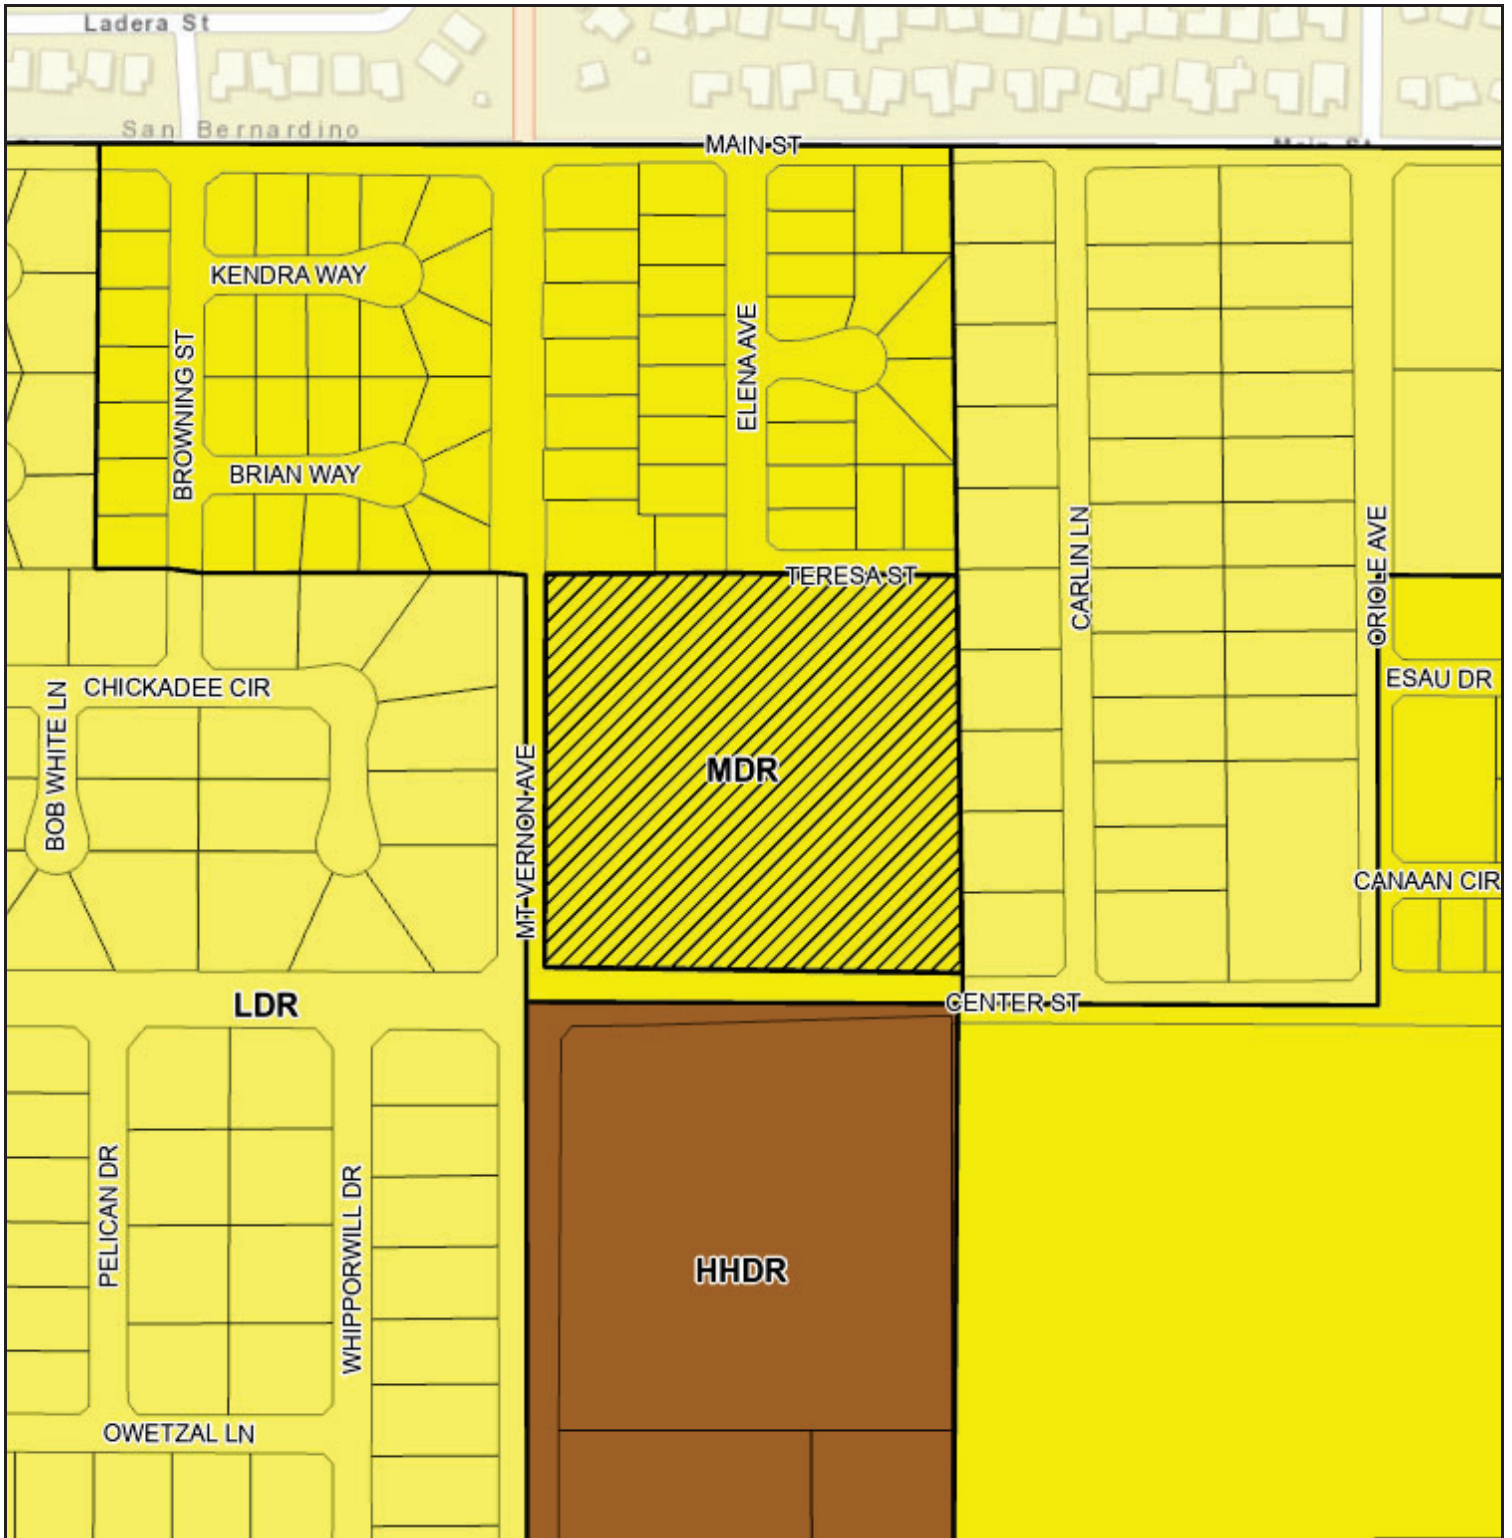 Ladera St
San Bernardino
MAIN ST
Main St
KENDRA WAY
BROWNING ST
ELENA AVE
BRIAN WAY
CARLIN LN
ORIOLE AVE
TERESA ST
CHICKADEE CIR
BOB WHITE LN
ESAU DR
MT VERNON AVE
MDR
CANAAN CIR
LDR
CENTER ST
PELICAN DR
WHIPPORWILL DR
HHDR
OWETZAL LN